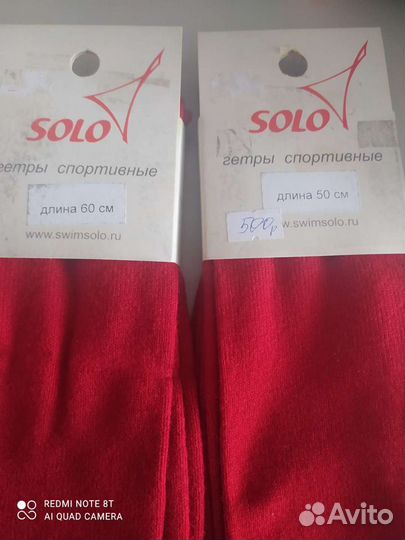 SOLO
гетры спортивные
длина 60 см
www.swimsolo.ru
SOLO
гетры спортивные
длина 50 см
500р
www.swimsolo.ru
REDMI NOTE 8T
AI QUAD CAMERA
Avito